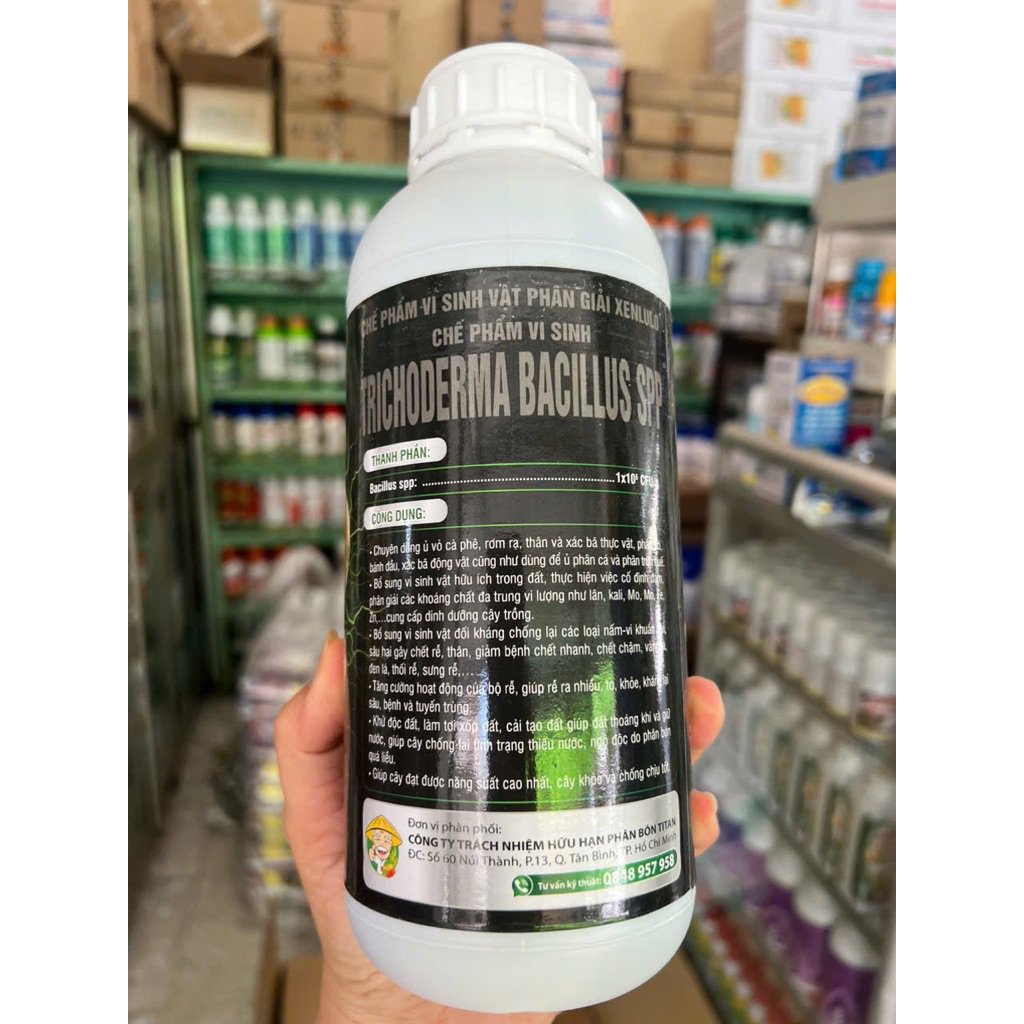 CHẾ PHẨM VI SINH VẬT PHÂN GIẢI XENLULO
CHẾ PHẨM VI SINH
TRICHODERMA BACILLUS SPP
THÀNH PHẦN:
Bacillus spp: ........................................................1x10⁸
CÔNG DỤNG:
• Chuyên dùng ủ vỏ cà phê, rơm rạ, thân và xác bã thực vật,
bánh dầu, xác bã động vật cũng như dùng để ủ phân cá và phân
• Bổ sung vi sinh vật hữu ích trong đất, thực hiện việc cố định đạm,
phân giải các khoáng chất đa trung vi lượng như lân, kali, Mo, Mn, Fe,
Zn,...cung cấp dinh dưỡng cây trồng.
• Bổ sung vi sinh vật đối kháng chống lại các loại nấm-vi khuẩn,
sâu hại gây chết rễ, thân, giảm bệnh chết nhanh, chết chậm, vàng lá,
đen lá, thối rễ, sưng rễ,...
• Tăng cường hoạt động của bộ rễ, giúp rễ ra nhiều, to, khỏe, kháng lại
sâu, bệnh và tuyến trùng.
• Khử độc đất, làm tơi xốp đất, cải tạo đất giúp đất thoáng khí và giữ
nước, giúp cây chống lại tình trạng thiếu nước, ngộ độc do phân bón
quá liều.
• Giúp cây đạt được năng suất cao nhất, cây khỏe và chống chịu tốt.
Đơn vị phân phối:
CÔNG TY TRÁCH NHIỆM HỮU HẠN PHÂN BÓN TITAN
ĐC: Số 60 Núi Thành, P.13, Q. Tân Bình, TP. Hồ Chí Minh
Tư vấn kỹ thuật: 0848 957 958